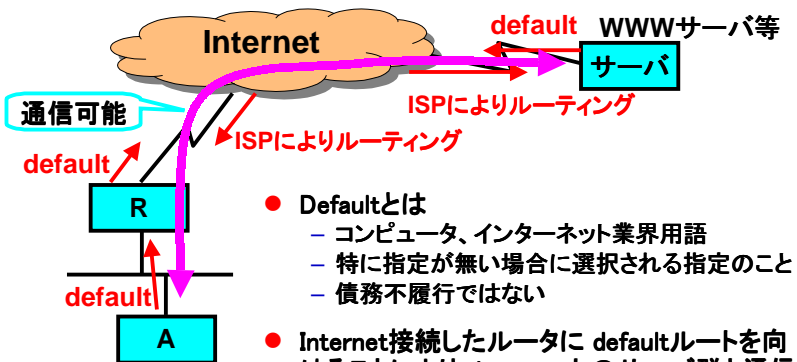 default WWWサーバ等
Internet
サーバ
通信可能
ISPによりルーティング
ISPによりルーティング
default
R
● Defaultとは
– コンピュータ、インターネット業界用語
– 特に指定が無い場合に選択される指定のこと
– 債務不履行ではない
default
A
● Internet接続したルータに defaultルートを向